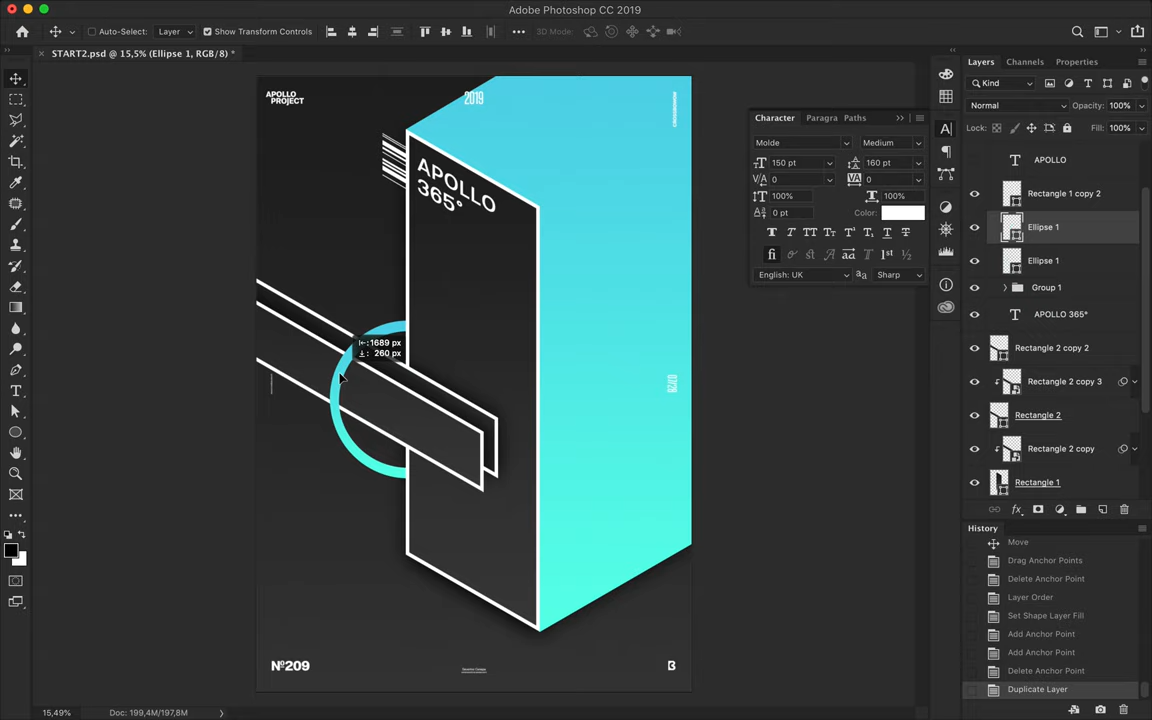 Adobe Photoshop CC 2019
Auto-Select:
Layer
Show Transform Controls
3D Mode:
START2.psd @ 15,5% (Ellipse 1, RGB/8) *
APOLLO
PROJECT
2019
CROSSROADS
APOLLO
365°
1689 px
260 px
Nº209
B
Character
Paragra
Paths
Molde
Medium
150 pt
160 pt
0
0
100%
100%
0 pt
Color:
English: UK
Sharp
Layers
Channels
Properties
Kind
Normal
Opacity:
100%
Lock:
Fill:
100%
APOLLO
Rectangle 1 copy 2
Ellipse 1
Ellipse 1
Group 1
APOLLO 365°
Rectangle 2 copy 2
Rectangle 2 copy 3
Rectangle 2
Rectangle 2 copy
Rectangle 1
History
Move
Drag Anchor Points
Delete Anchor Point
Layer Order
Set Shape Layer Fill
Add Anchor Point
Add Anchor Point
Delete Anchor Point
Duplicate Layer
15,49%
Doc: 199,4M/197,8M